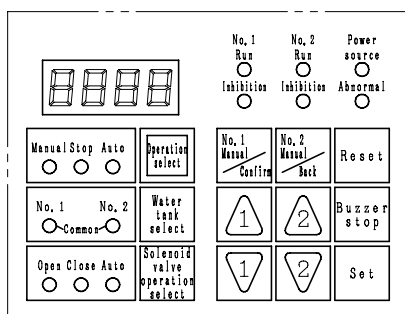 No. 1 No. 2 Power
Run Run source
Inhibition Inhibition Abnormal
8888
Manual Stop Auto
Operation
select
No. 1
Manual
Confirm
No. 2
Manual
Back
Reset
No. 1 No. 2
Common
Water
tank
select
1
2
Buzzer
stop
Open Close Auto
Solenoid
valve
operation
select
1
2
Set